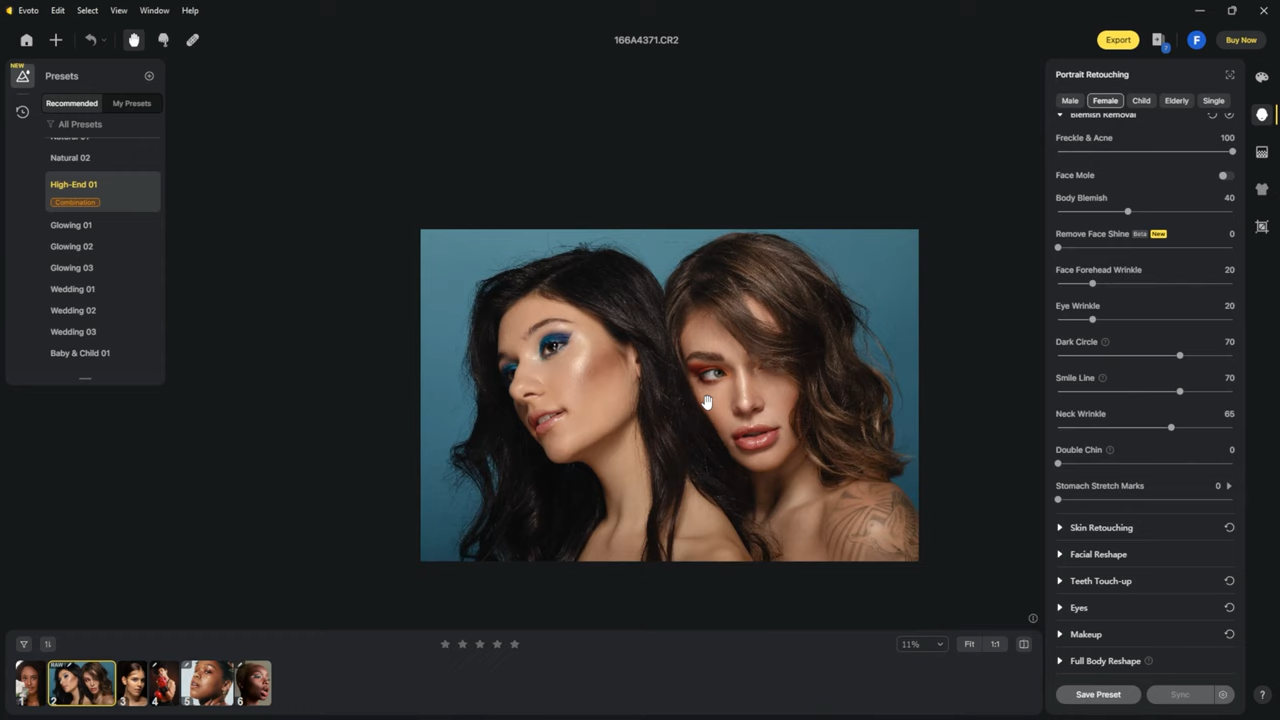 Evoto Edit Select View Window Help
166A4371.CR2
Export
7
F
Buy Now
NEW
Presets
Recommended My Presets
All Presets
Natural 02
High-End 01
Combination
Glowing 01
Glowing 02
Glowing 03
Wedding 01
Wedding 02
Wedding 03
Baby & Child 01
Portrait Retouching
Male Female Child Elderly Single
Blemish Removal
Freckle & Acne 100
Face Mole
Body Blemish 40
Remove Face Shine Beta New 0
Face Forehead Wrinkle 20
Eye Wrinkle 20
Dark Circle ? 70
Smile Line ? 70
Neck Wrinkle 65
Double Chin ? 0
Stomach Stretch Marks 0
Skin Retouching
Facial Reshape
Teeth Touch-up
Eyes
Makeup
Full Body Reshape ?
Save Preset Sync
?
11% Fit 1:1
RAW
1 2 3 4 5 6